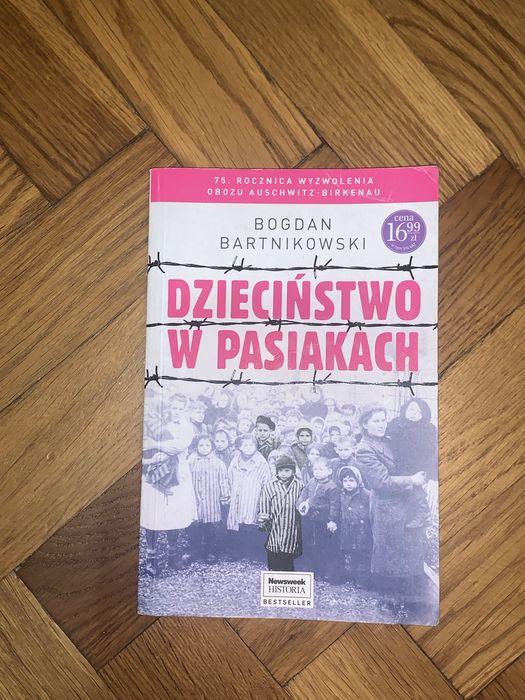 75. ROCZNICA WYZWOLENIA
OBOZU AUSCHWITZ-BIRKENAU
BOGDAN
BARTNIKOWSKI
cena
16 99
zł
DZIECIŃSTWO
W PASIAKACH
Newsweek
HISTORIA
BESTSELLER